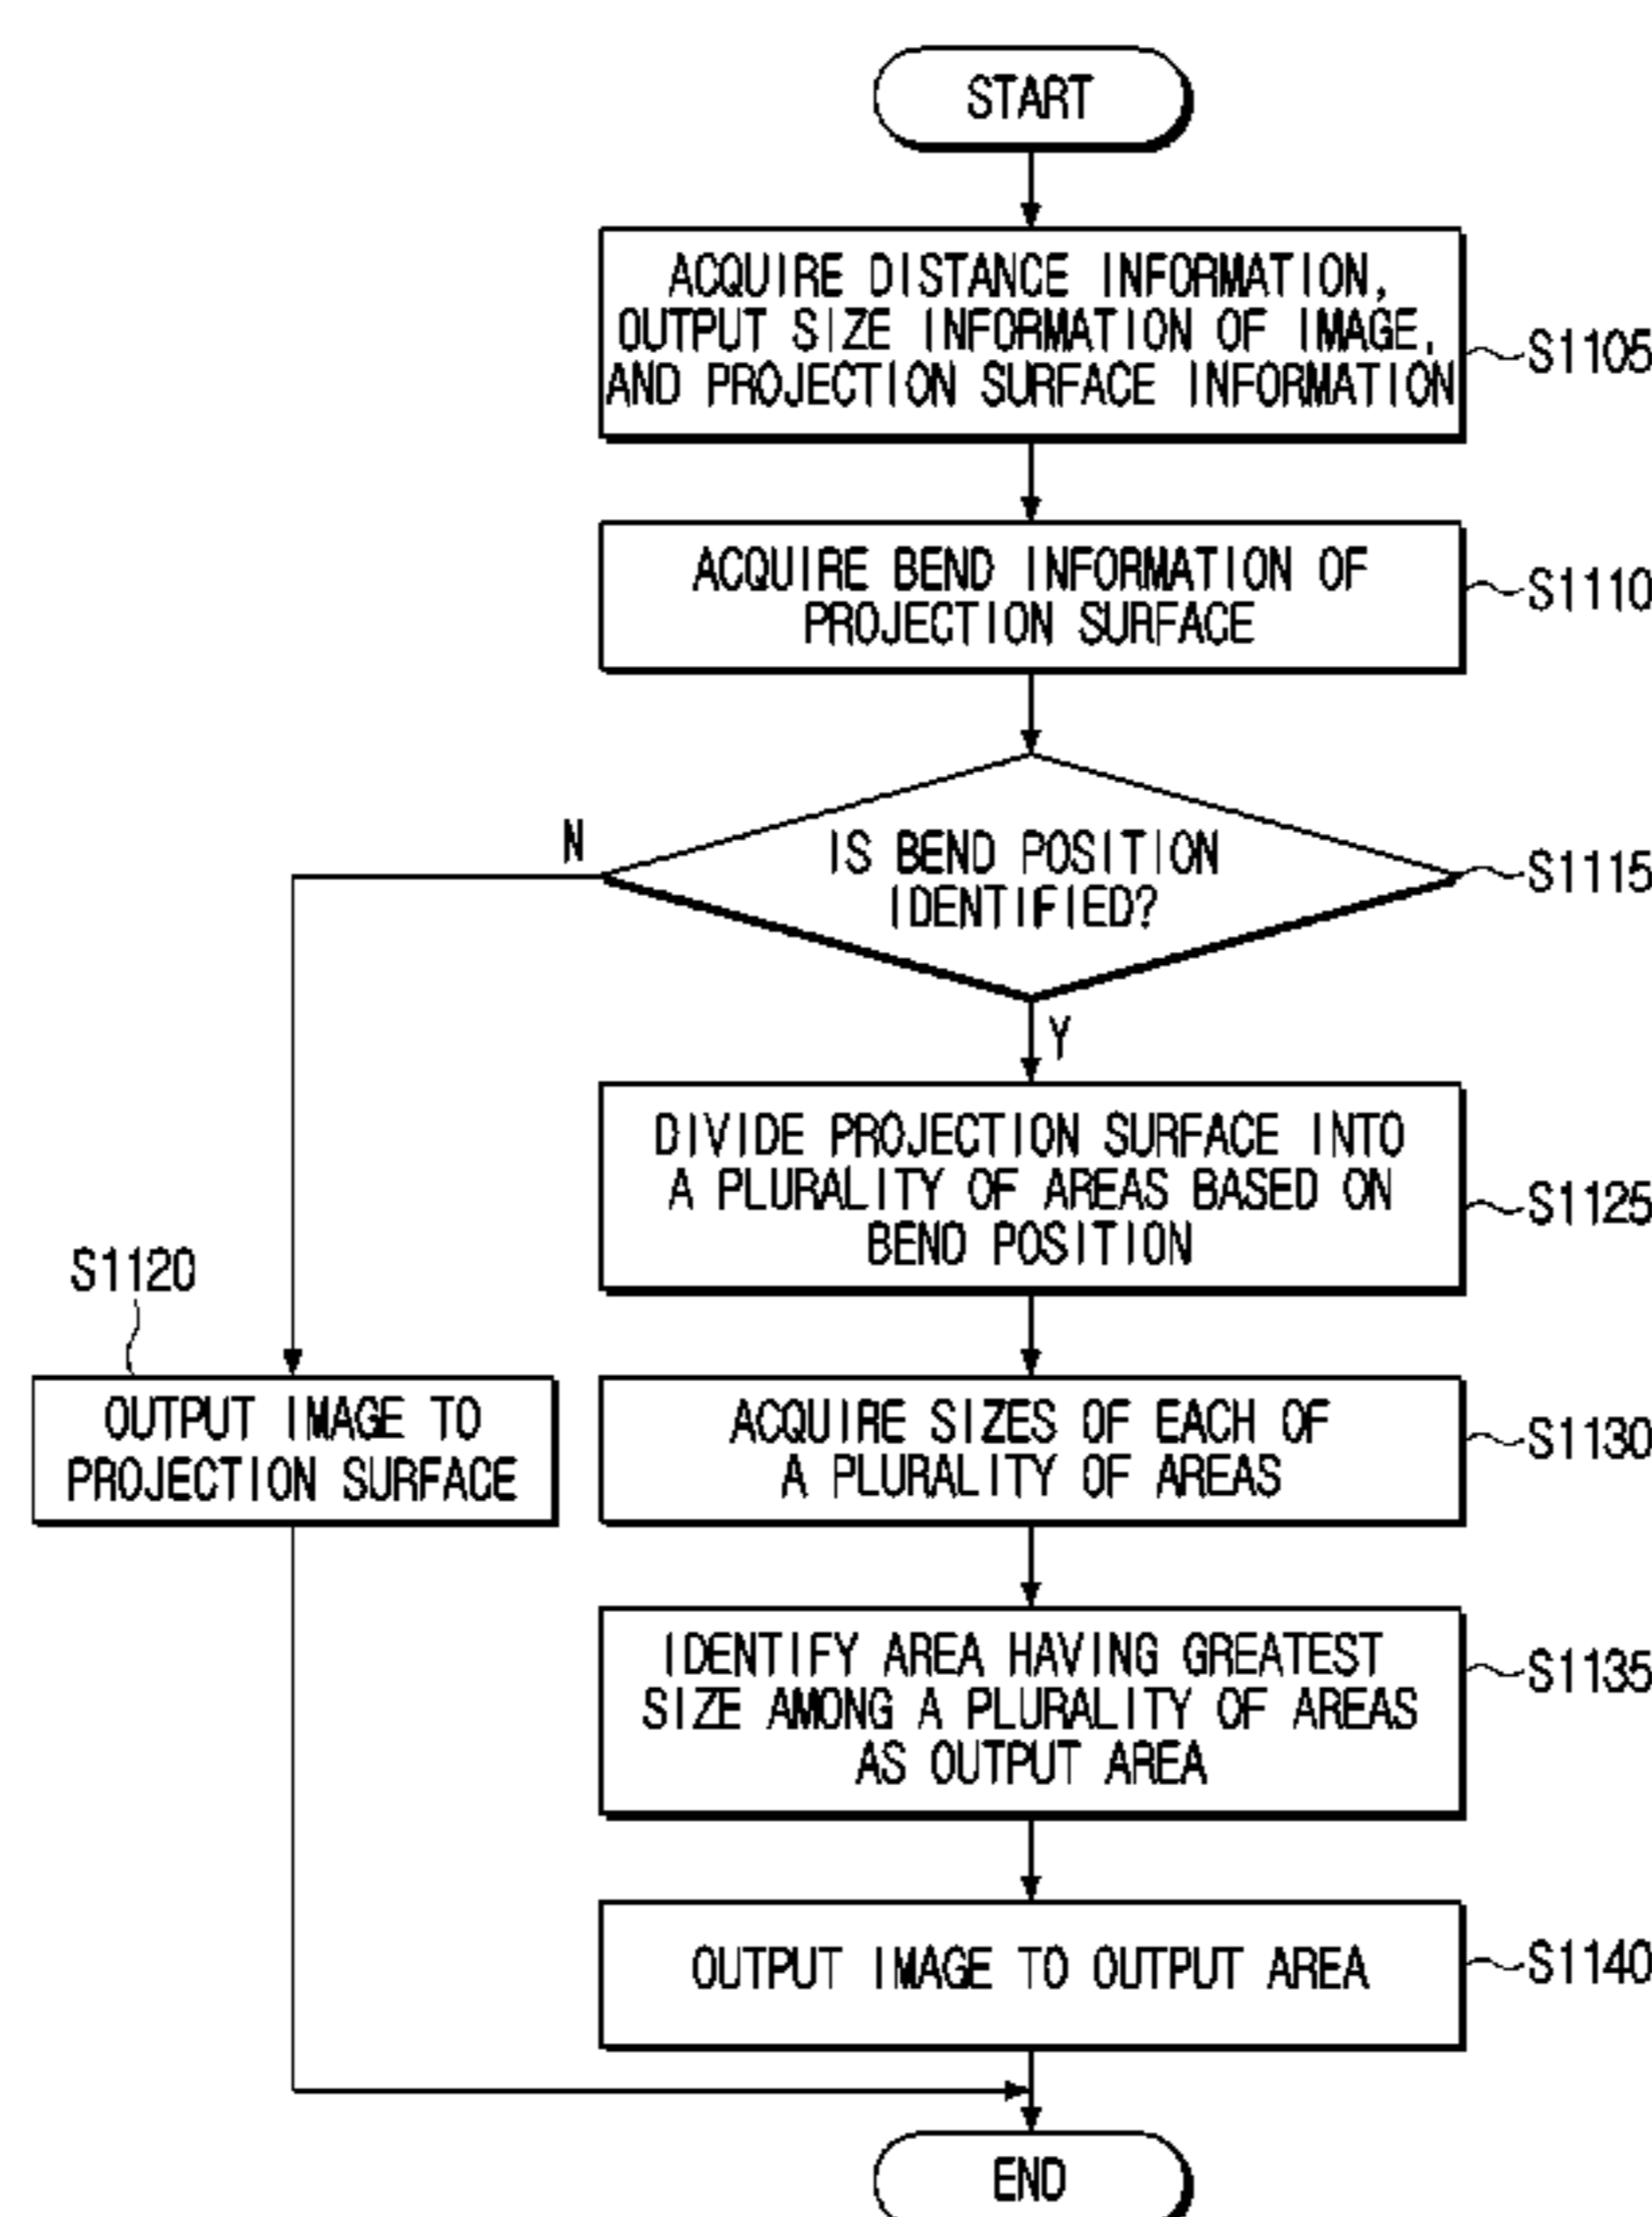 START
ACQUIRE DISTANCE INFORMATION,
OUTPUT SIZE INFORMATION OF IMAGE,
AND PROJECTION SURFACE INFORMATION
S1105
ACQUIRE BEND INFORMATION OF
PROJECTION SURFACE
S1110
IS BEND POSITION
IDENTIFIED?
S1115
N
Y
DIVIDE PROJECTION SURFACE INTO
A PLURALITY OF AREAS BASED ON
BEND POSITION
S1125
S1120
OUTPUT IMAGE TO
PROJECTION SURFACE
ACQUIRE SIZES OF EACH OF
A PLURALITY OF AREAS
S1130
IDENTIFY AREA HAVING GREATEST
SIZE AMONG A PLURALITY OF AREAS
AS OUTPUT AREA
S1135
OUTPUT IMAGE TO OUTPUT AREA
S1140
END